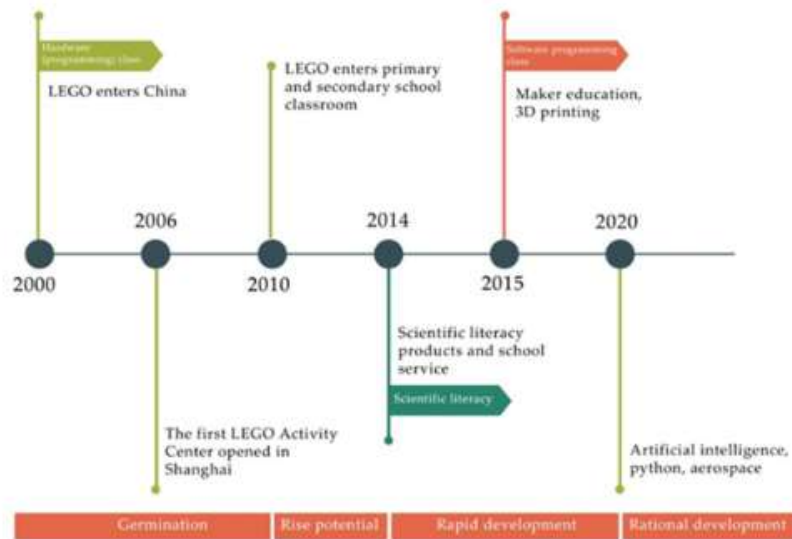 Hardware
(programming) class
LEGO enters China
LEGO enters primary
and secondary school
classroom
Software programming
class
Maker education,
3D printing
2006
2014
2020
2000
2010
2015
Scientific literacy
products and school
service
Scientific literacy
The first LEGO Activity
Center opened in
Shanghai
Artificial intelligence,
python, aerospace
Germination
Rise potential
Rapid development
Rational development